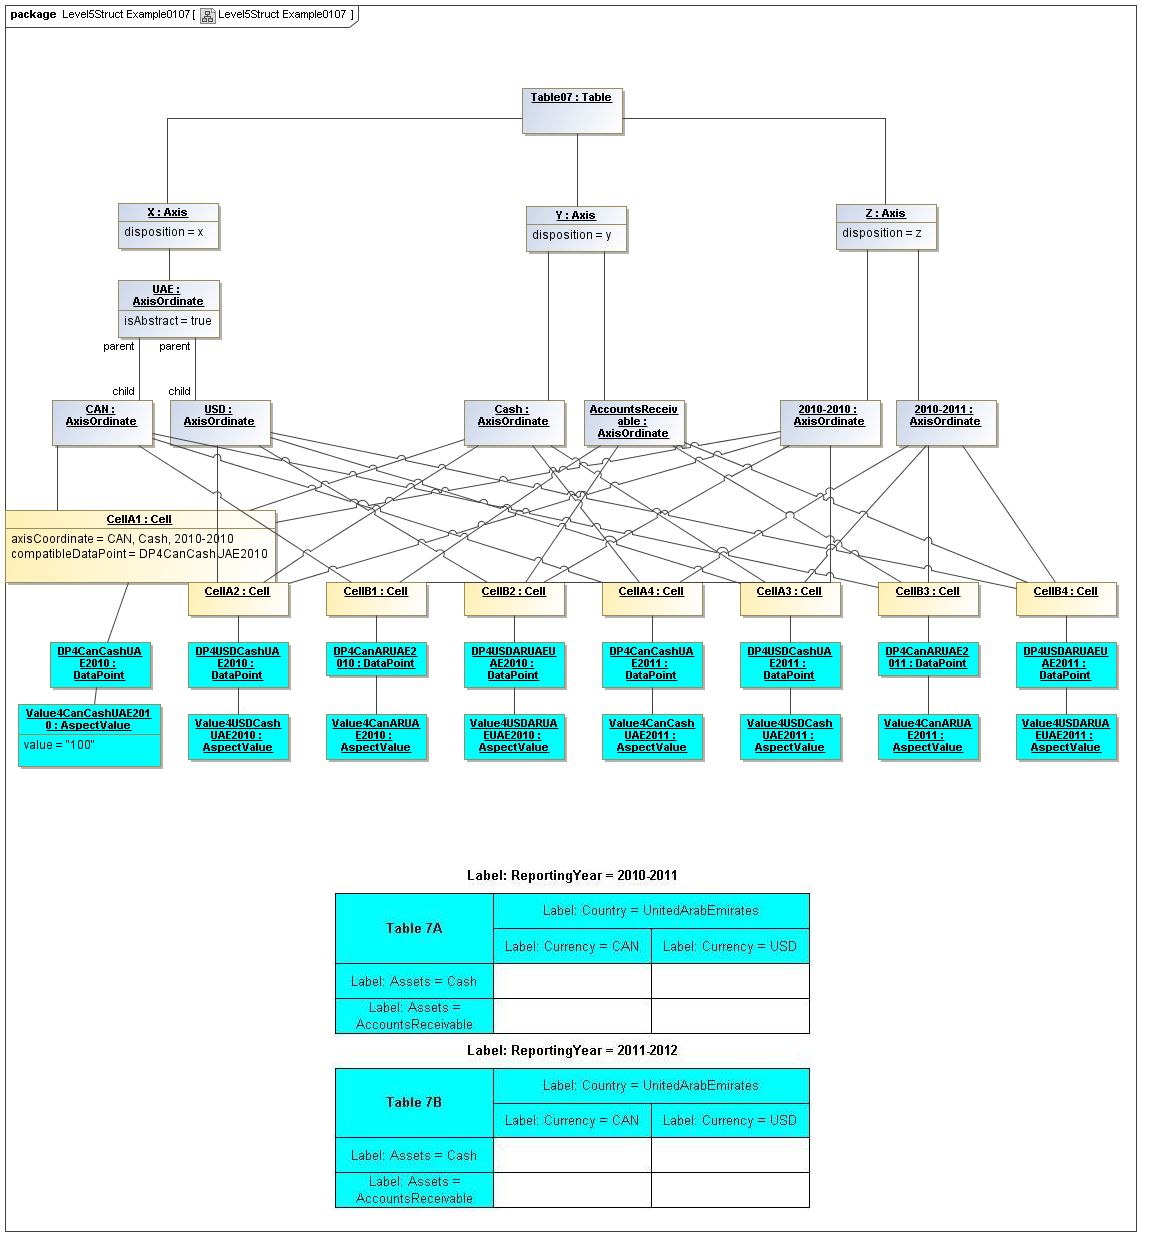 package Level5Struct Example0107 [ Level5Struct Example0107 ]
Table07 : Table
X : Axis
disposition = x
Y : Axis
disposition = y
Z : Axis
disposition = z
UAE :
AxisOrdinate
isAbstract = true
parent
parent
child
child
CAN :
AxisOrdinate
USD :
AxisOrdinate
Cash :
AxisOrdinate
AccountsReceiv
able :
AxisOrdinate
2010-2010 :
AxisOrdinate
2010-2011 :
AxisOrdinate
CellA1 : Cell
axisCoordinate = CAN, Cash, 2010-2010
compatibleDataPoint = DP4CanCashUAE2010
CellA2 : Cell
CellB1 : Cell
CellB2 : Cell
CellA4 : Cell
CellA3 : Cell
CellB3 : Cell
CellB4 : Cell
DP4CanCashUA
E2010 :
DataPoint
DP4USDCashUA
E2010 :
DataPoint
DP4CanARUAE2
010 : DataPoint
DP4USDARUAEU
AE2010 :
DataPoint
DP4CanCashUA
E2011 :
DataPoint
DP4USDCashUA
E2011 :
DataPoint
DP4CanARUAE2
011 : DataPoint
DP4USDARUAEU
AE2011 :
DataPoint
Value4CanCashUAE201
0 : AspectValue
value = "100"
Value4USDCash
UAE2010 :
AspectValue
Value4CanARUA
E2010 :
AspectValue
Value4USDARUA
EUAE2010 :
AspectValue
Value4CanCash
UAE2011 :
AspectValue
Value4USDCash
UAE2011 :
AspectValue
Value4CanARUA
E2011 :
AspectValue
Value4USDARUA
EUAE2011 :
AspectValue
Label: ReportingYear = 2010-2011
Table 7A
Label: Country = UnitedArabEmirates
Label: Currency = CAN
Label: Currency = USD
Label: Assets = Cash
Label: Assets =
AccountsReceivable
Label: ReportingYear = 2011-2012
Table 7B
Label: Country = UnitedArabEmirates
Label: Currency = CAN
Label: Currency = USD
Label: Assets = Cash
Label: Assets =
AccountsReceivable